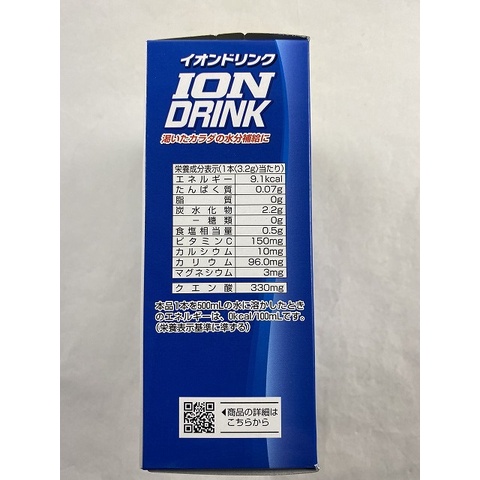 イオンドリンク
ION
DRINK
渇いたカラダの水分補給に
栄養成分表示(1本(3.2g)当たり)
エネルギー 9.1kcal
たんぱく質 0.07g
脂質 0g
炭水化物 2.2g
－糖類 0g
食塩相当量 0.5g
ビタミンC 150mg
カルシウム 10mg
カリウム 96.0mg
マグネシウム 3mg
クエン酸 330mg
本品1本を500mLの水に溶かしたとき
のエネルギーは、0kcal/100mLです。
(栄養表示基準に準ずる)
◀商品の詳細は
こちらから